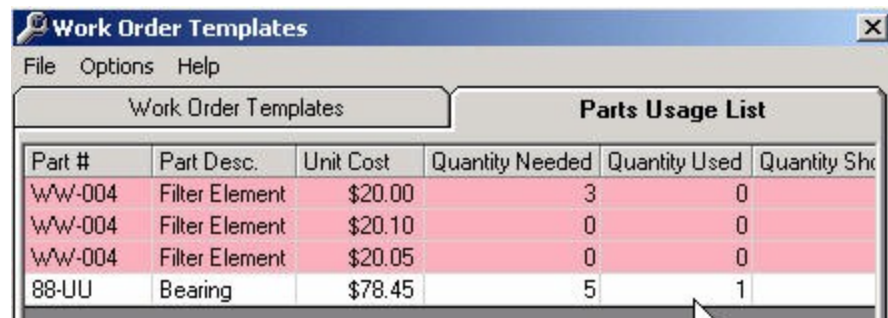 Work Order Templates
File Options Help
Work Order Templates Parts Usage List
Part # Part Desc. Unit Cost Quantity Needed Quantity Used Quantity Sho
WW-004 Filter Element $20.00 3 0
WW-004 Filter Element $20.10 0 0
WW-004 Filter Element $20.05 0 0
88-UU Bearing $78.45 5 1